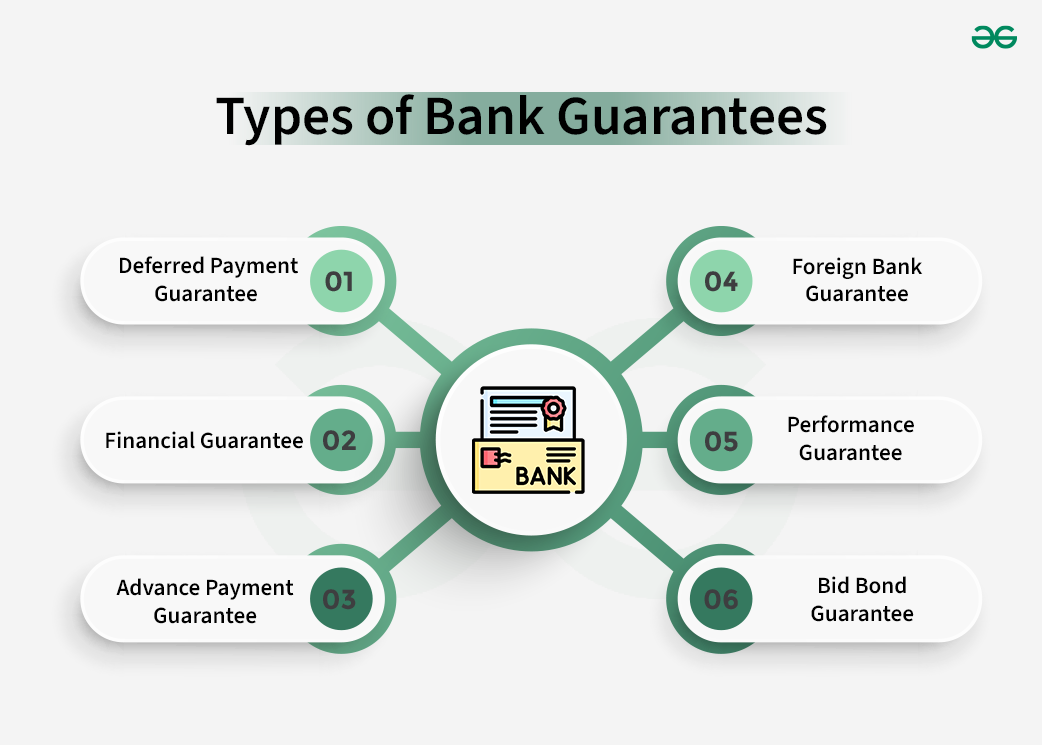 Types of Bank Guarantees
Deferred Payment
Guarantee
01
Financial Guarantee
02
Advance Payment
Guarantee
03
BANK
04
Foreign Bank
Guarantee
05
Performance
Guarantee
06
Bid Bond
Guarantee